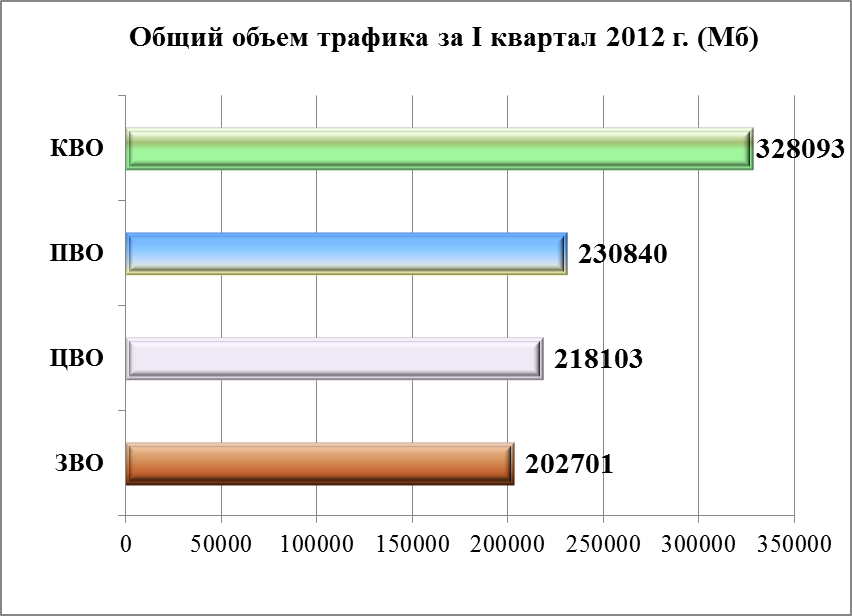 Общий объем трафика за I квартал 2012 г. (Мб)
КВО 328093
ПВО 230840
ЦВО 218103
ЗВО 202701
0 50000 100000 150000 200000 250000 300000 350000